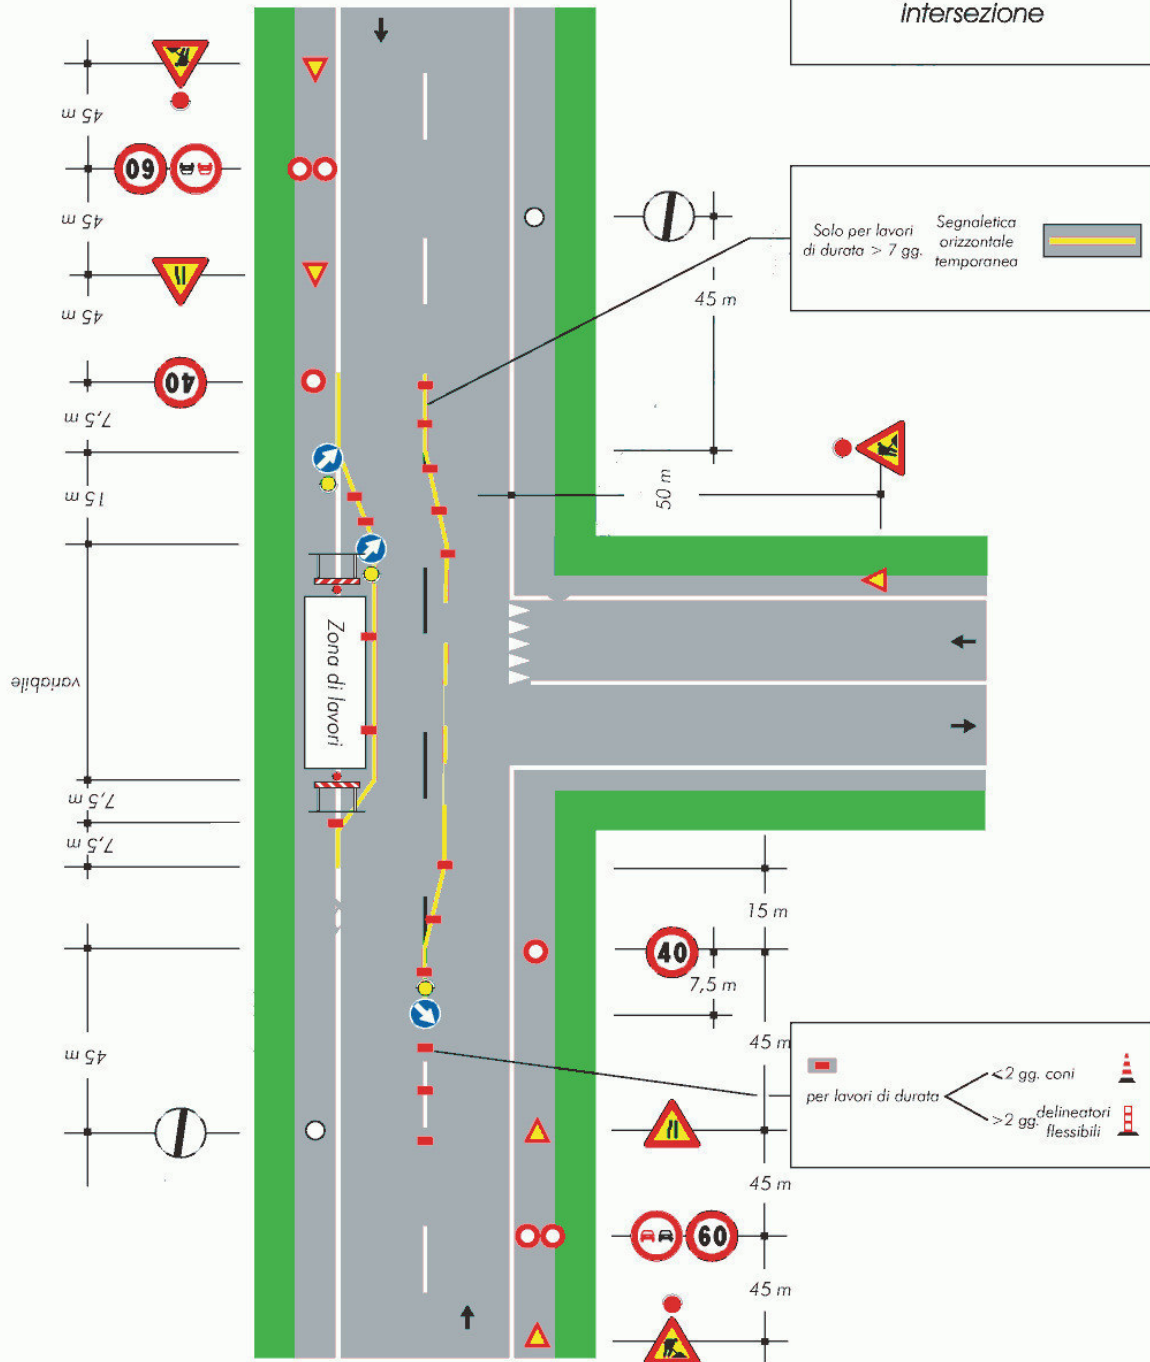 intersezione
45 m
60
45 m
45 m
40
7,5 m
15 m
variabile
7,5 m
7,5 m
45 m
Zona di lavori
45 m
50 m
Solo per lavori
di durata > 7 gg.
Segnaletica
orizzontale
temporanea
15 m
40
7,5 m
45 m
45 m
60
45 m
per lavori di durata
<2 gg. coni
>2 gg. delineatori
flessibili